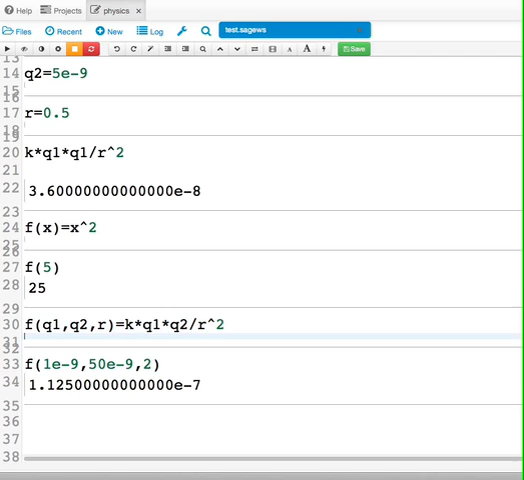 Help Projects physics ×
Files Recent New Log test.sagews
A A Save
13
14 q2=5e-9
15
16
17 r=0.5
18
19
20 k*q1*q1/r^2
21
22 3.60000000000000e-8
23
24 f(x)=x^2
25
26
27 f(5)
28 25
29
30 f(q1,q2,r)=k*q1*q2/r^2
31
32
33 f(1e-9,50e-9,2)
34 1.12500000000000e-7
35
36
37
38